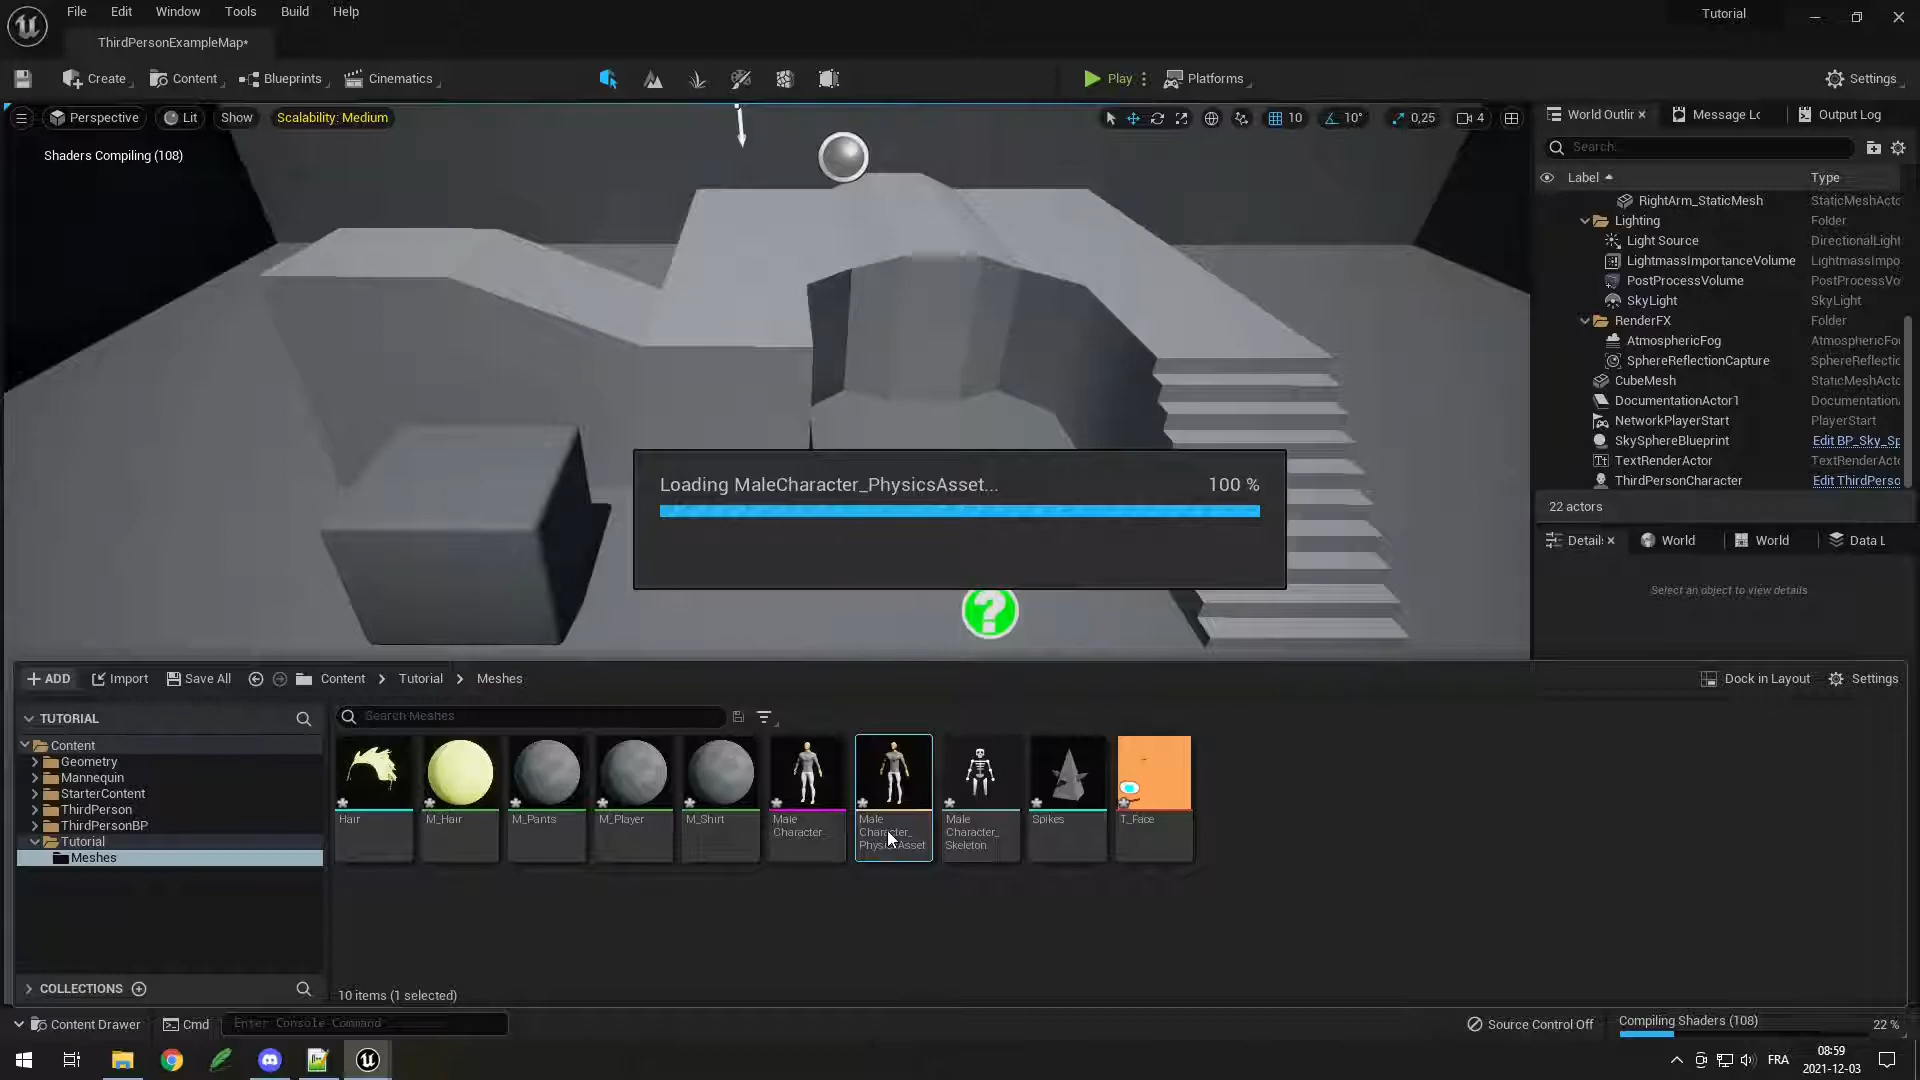 File Edit Window Tools Build Help
Tutorial
ThirdPersonExampleMap*
Create Content Blueprints Cinematics Play Platforms Settings
Perspective Lit Show Scalability: Medium 10 10° 0,25 4
Shaders Compiling (108)
World Outlir Message Lc Output Log
Search...
Label Type
RightArm_StaticMesh StaticMeshActo
Lighting Folder
Light Source DirectionalLight
LightmassImportanceVolume LightmassImpo
PostProcessVolume PostProcessVo
SkyLight SkyLight
RenderFX Folder
AtmosphericFog AtmosphericFo
SphereReflectionCapture SphereReflectic
CubeMesh StaticMeshActo
DocumentationActor1 Documentation
NetworkPlayerStart PlayerStart
SkySphereBlueprint Edit BP_Sky_Sp
TextRenderActor TextRenderActo
ThirdPersonCharacter Edit ThirdPerso
22 actors
Details World World Data L
Select an object to view details
Loading MaleCharacter_PhysicsAsset... 100 %
?
ADD Import Save All Content Tutorial Meshes Dock in Layout Settings
TUTORIAL
Search Meshes
Content
Geometry
Mannequin
StarterContent
ThirdPerson
ThirdPersonBP
Tutorial
Meshes
Hair
M_Hair
M_Pants
M_Player
M_Shirt
Male
Character_
Male
Character_
PhysicsAsset
Male
Character_
Skeleton
Spikes
T_Face
COLLECTIONS
10 items (1 selected)
Content Drawer Cmd Enter Console Command Source Control Off Compiling Shaders (108) 22 %
FRA
08:59
2021-12-03